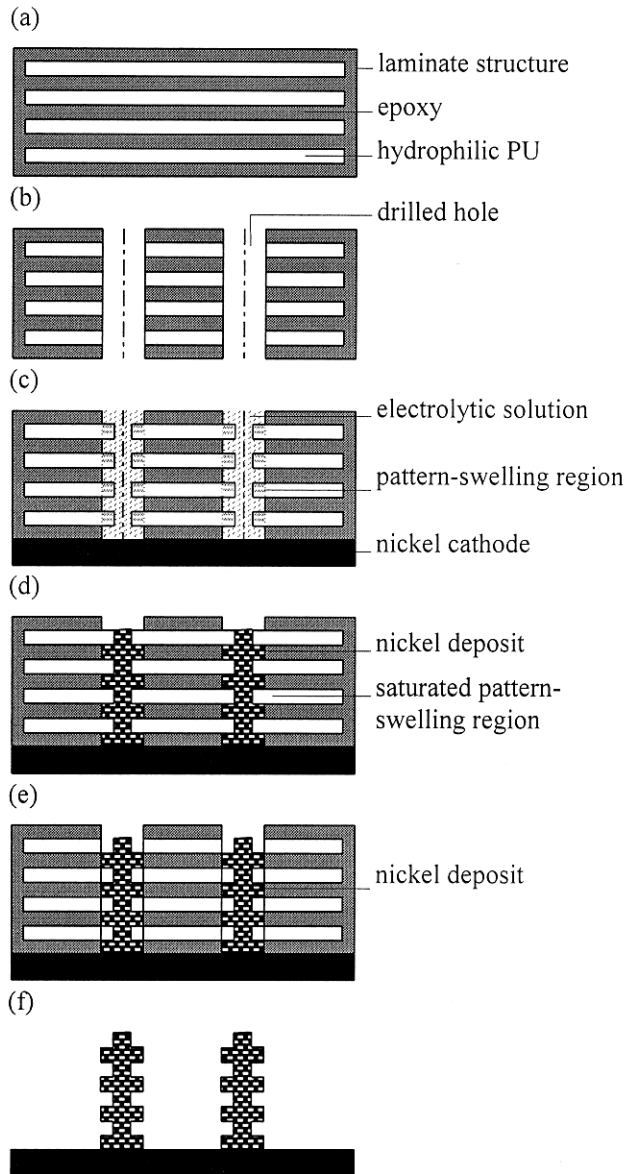 (a)
laminate structure
epoxy
hydrophilic PU
(b)
drilled hole
(c)
electrolytic solution
pattern-swelling region
nickel cathode
(d)
nickel deposit
saturated pattern-
swelling region
(e)
nickel deposit
(f)